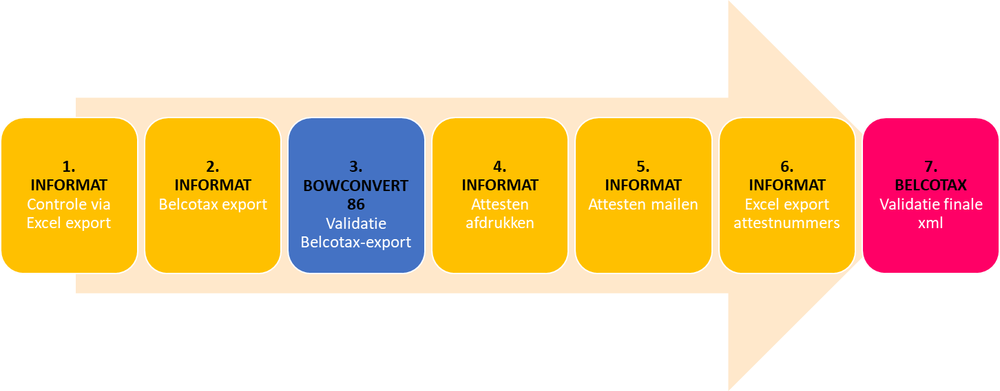 1.
INFORMAT
Controle via
Excel export
2.
INFORMAT
Belcotax export
3.
BOWCONVERT
86
Validatie
Belcotax-export
4.
INFORMAT
Attesten
afdrukken
5.
INFORMAT
Attesten mailen
6.
INFORMAT
Excel export
attestnummers
7.
BELCOTAX
Validatie finale
xml